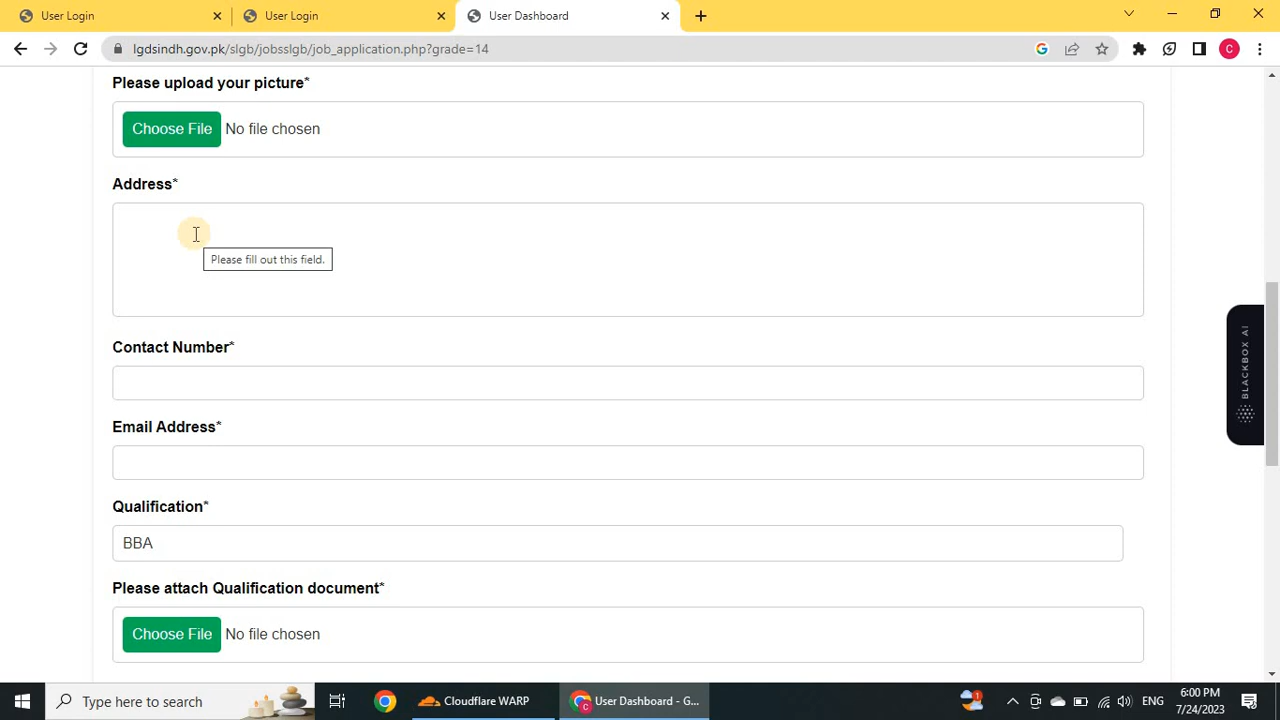 User Login
User Login
User Dashboard
lgdsindh.gov.pk/slgb/jobsslgb/job_application.php?grade=14
C
Please upload your picture*
Choose File No file chosen
Address*
Please fill out this field.
Contact Number*
Email Address*
Qualification*
BBA
Please attach Qualification document*
Choose File No file chosen
BLACKBOX AI
Type here to search
C
Cloudflare WARP
User Dashboard - G...
1
ENG
6:00 PM
7/24/2023